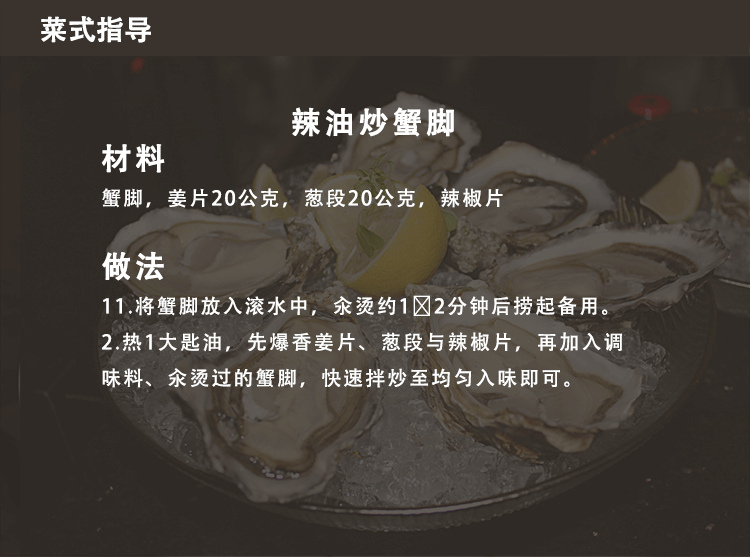 菜式指导
辣油炒蟹脚
材料
蟹脚，姜片20公克，葱段20公克，辣椒片
做法
11.将蟹脚放入滚水中，汆烫约1☒2分钟后捞起备用。
2.热1大匙油，先爆香姜片、葱段与辣椒片，再加入调
味料、汆烫过的蟹脚，快速拌炒至均匀入味即可。